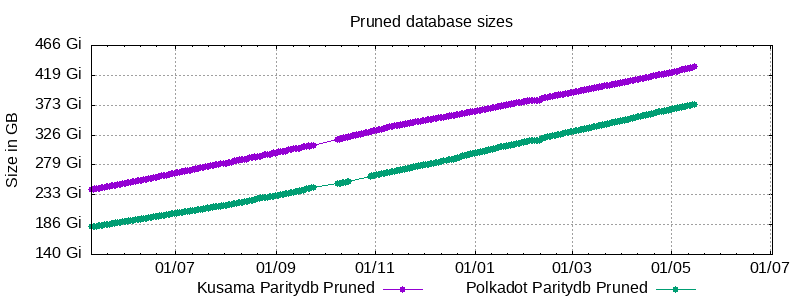 Pruned database sizes
Size in GB
466 Gi
419 Gi
373 Gi
326 Gi
279 Gi
233 Gi
186 Gi
140 Gi
01/07 01/09 01/11 01/01 01/03 01/05 01/07
Kusama Paritydb Pruned Polkadot Paritydb Pruned